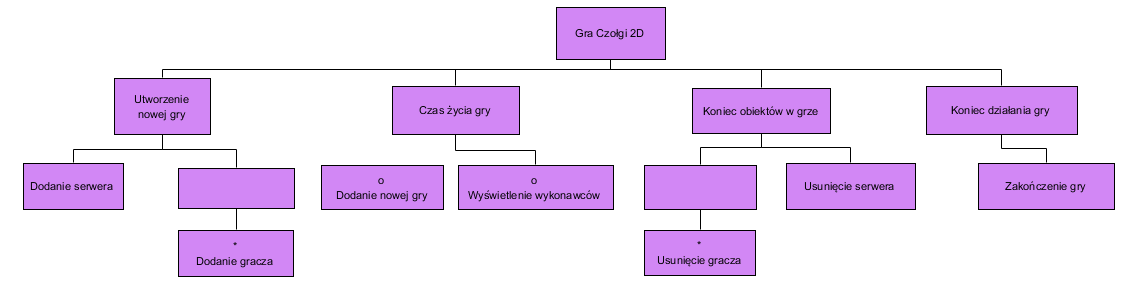 Gra Czołgi 2D
Utworzenie
nowej gry
Czas życia gry
Koniec obiektów w grze
Koniec działania gry
Dodanie serwera
o
Dodanie nowej gry
o
Wyświetlenie wykonawców
Usunięcie serwera
Zakończenie gry
*
Dodanie gracza
*
Usunięcie gracza